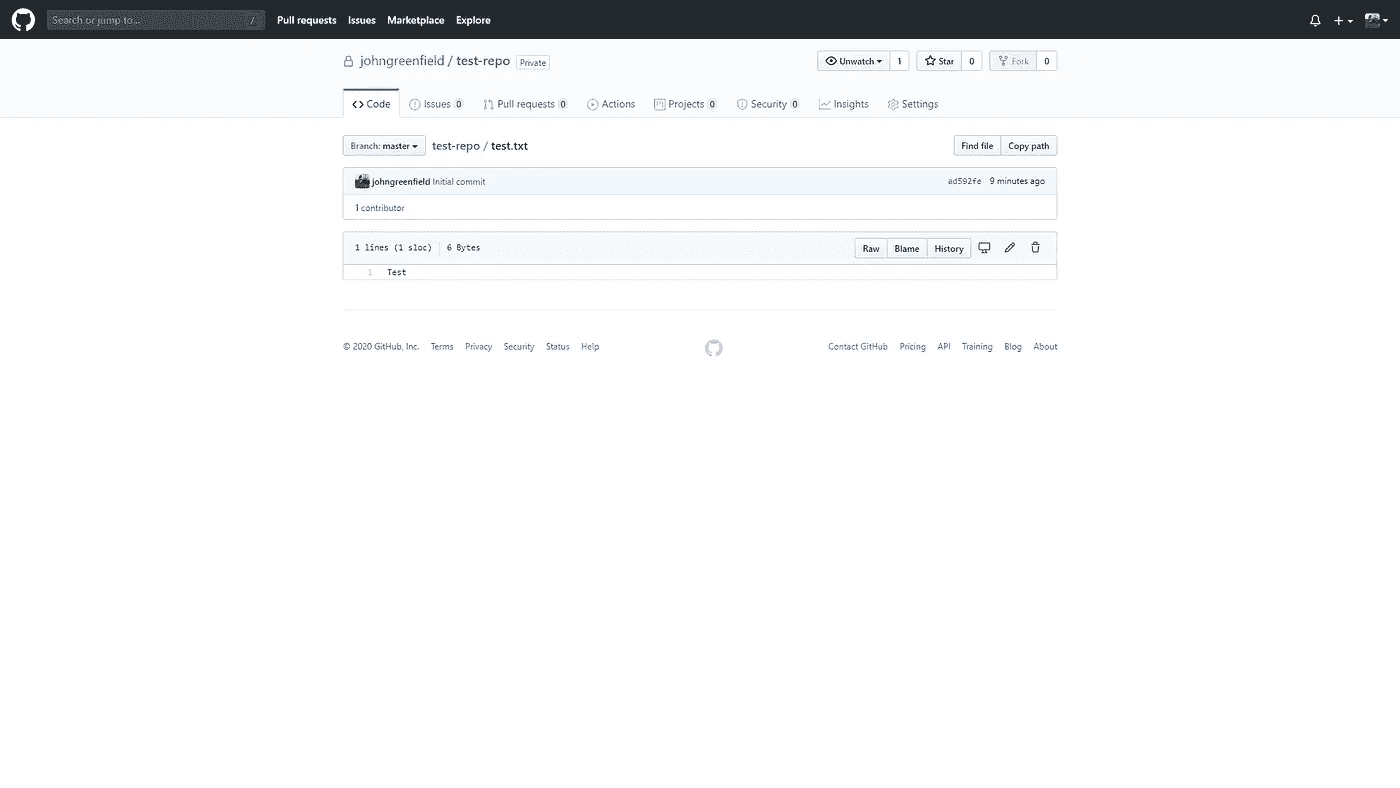 Search or jump to... / Pull requests Issues Marketplace Explore
johngreenfield / test-repo Private Unwatch 1 Star 0 Fork 0
Code Issues 0 Pull requests 0 Actions Projects 0 Security 0 Insights Settings
Branch: master test-repo / test.txt Find file Copy path
johngreenfield Initial commit ad592fe 9 minutes ago
1 contributor
1 lines (1 sloc) 6 Bytes Raw Blame History
1 Test
© 2020 GitHub, Inc. Terms Privacy Security Status Help Contact GitHub Pricing API Training Blog About